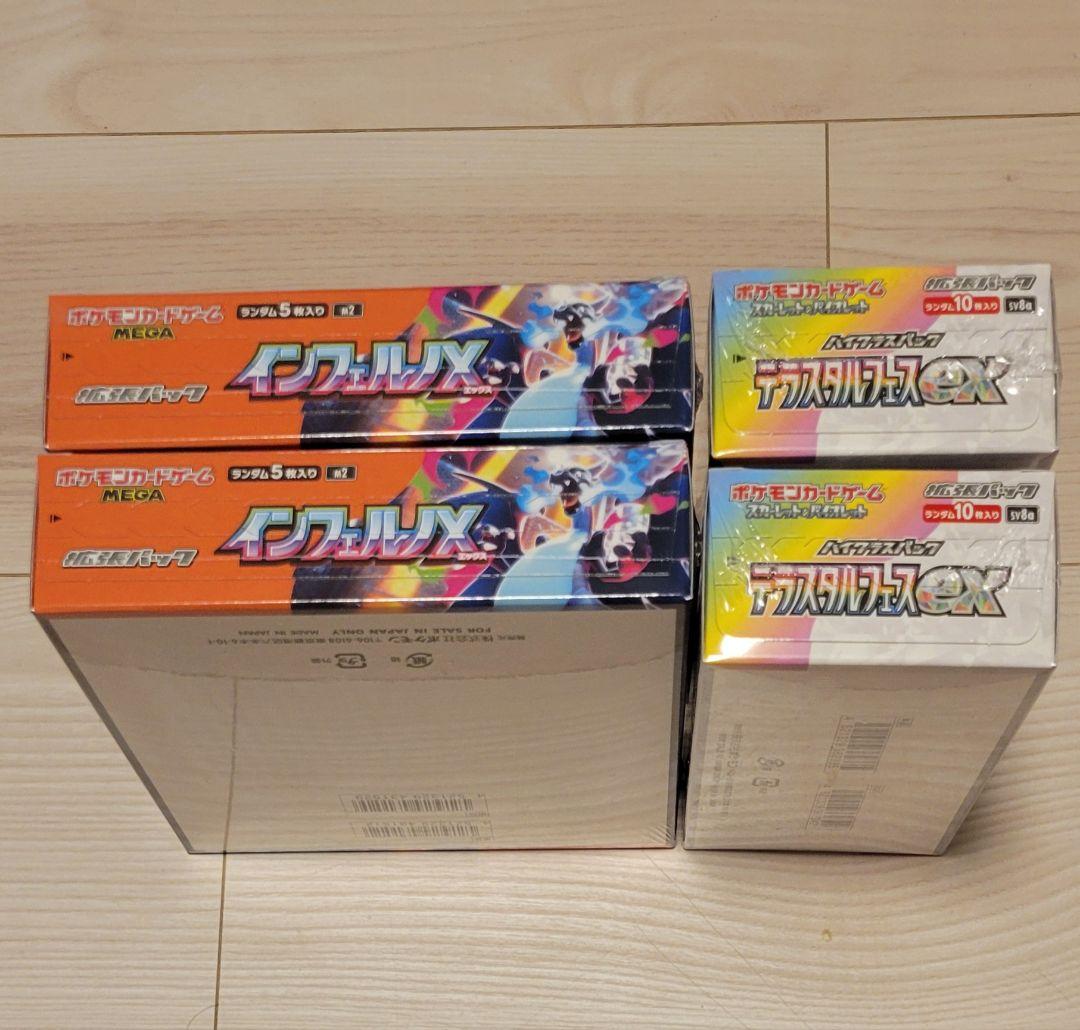 ポケモンカードゲーム
MEGA
ランダム5枚入り
m2
インフェルノX
エックス
拡張パック
ポケモンカードゲーム
MEGA
ランダム5枚入り
m2
インフェルノX
エックス
拡張パック
FOR SALE IN JAPAN ONLY MADE IN JAPAN
ポケモンカードゲーム
スカーレット&バイオレット
拡張パック
ランダム10枚入り
sv8a
ハイクラスパック
テラスタルフェスex
ポケモンカードゲーム
スカーレット&バイオレット
拡張パック
ランダム10枚入り
sv8a
ハイクラスパック
テラスタルフェスex